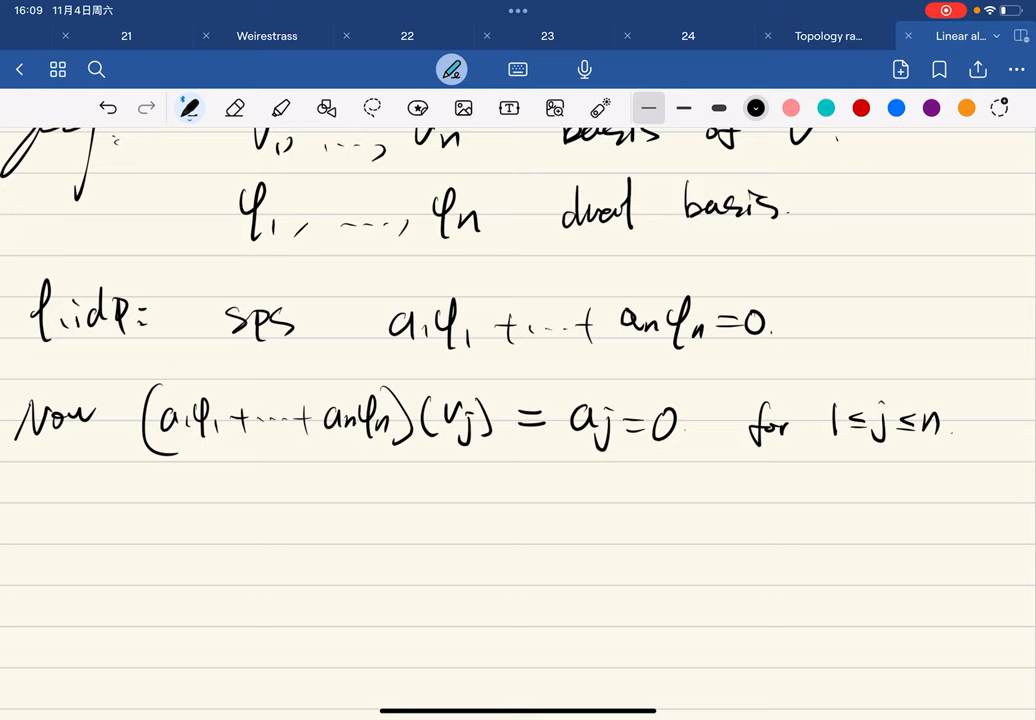 16:09 11月4日周六
21 Weirestrass 22 23 24 Topology ra... Linear al...
v₁, ..., vₙ basis of V.
φ₁, ..., φₙ dual basis.
l.idp: sps a₁φ₁ + ... + aₙφₙ = 0.
Now (a₁φ₁ + ... + aₙφₙ)(vⱼ) = aⱼ = 0 for 1 ≤ j ≤ n.